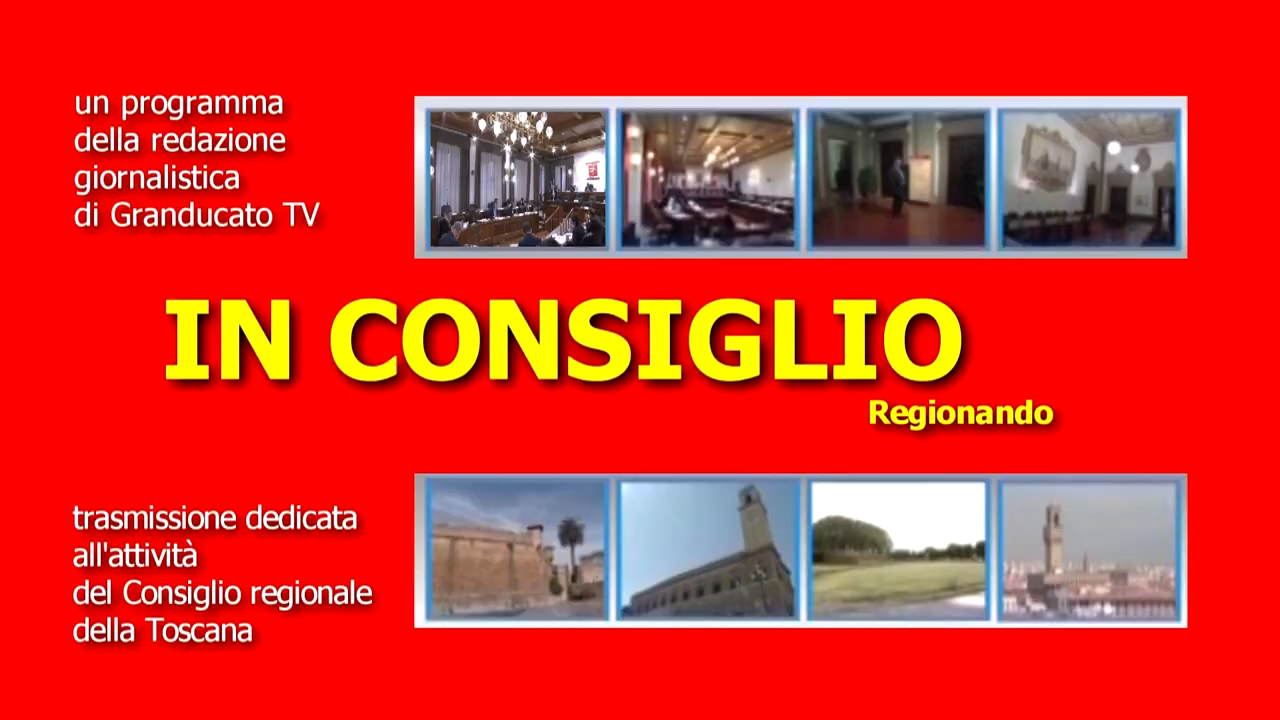 un programma
della redazione
giornalistica
di Granducato TV
IN CONSIGLIO
Regionando
trasmissione dedicata
all'attività
del Consiglio regionale
della Toscana